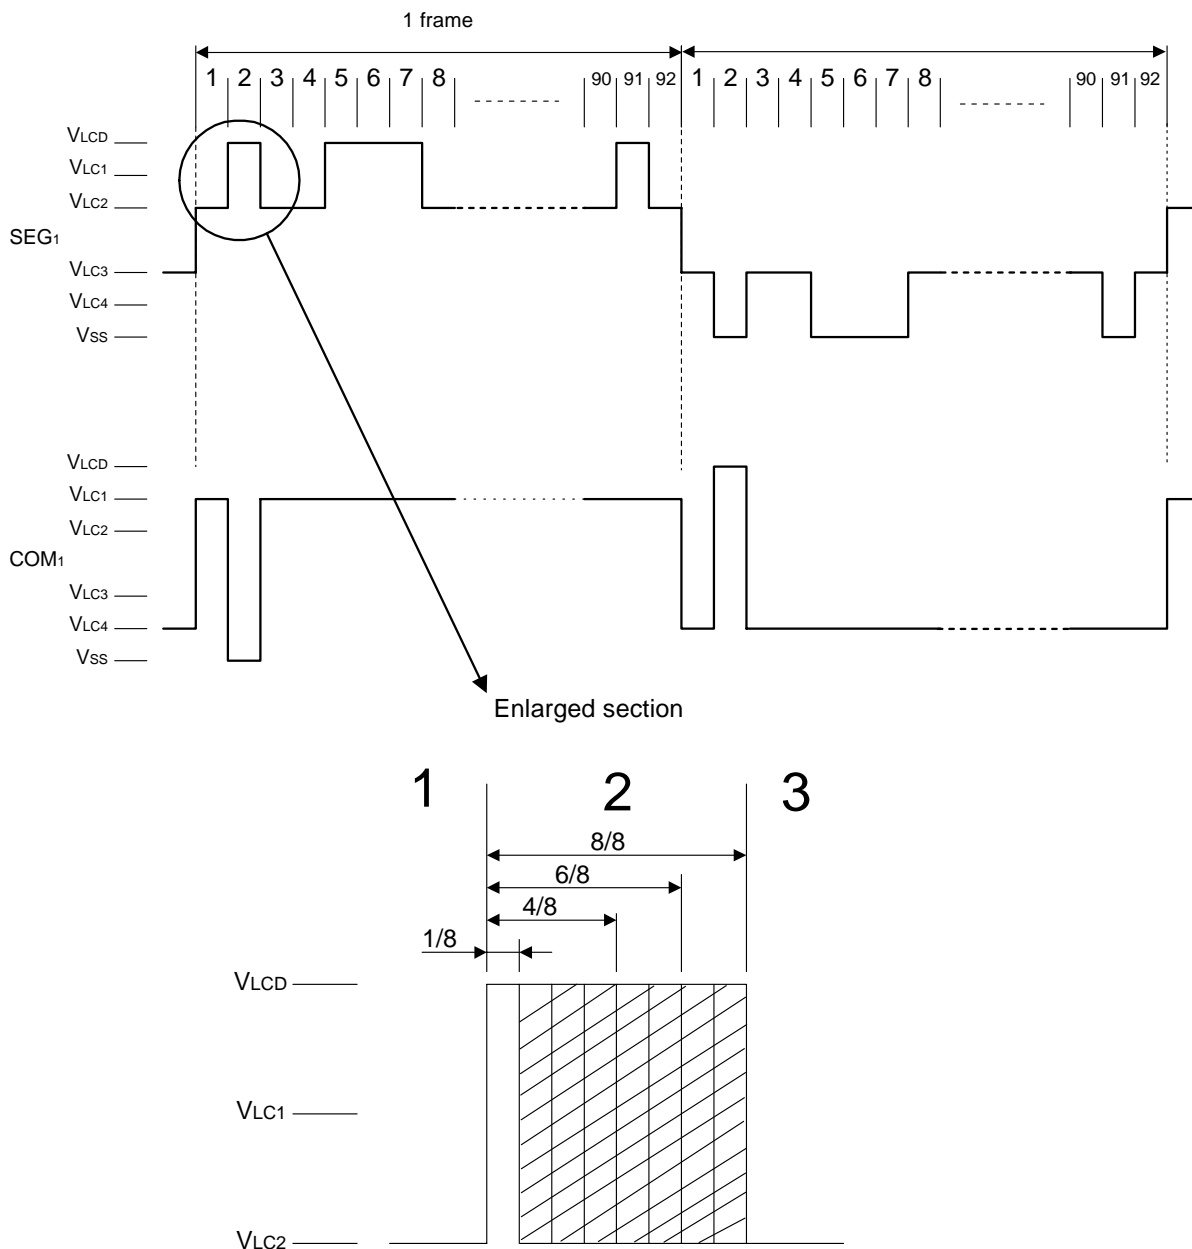 1 frame
1 2 3 4 5 6 7 8 90 91 92 1 2 3 4 5 6 7 8 90 91 92
VLCD
VLC1
VLC2
SEG1
VLC3
VLC4
VSS
VLCD
VLC1
VLC2
COM1
VLC3
VLC4
VSS
Enlarged section
1 2 3
8/8
6/8
4/8
1/8
VLCD
VLC1
VLC2